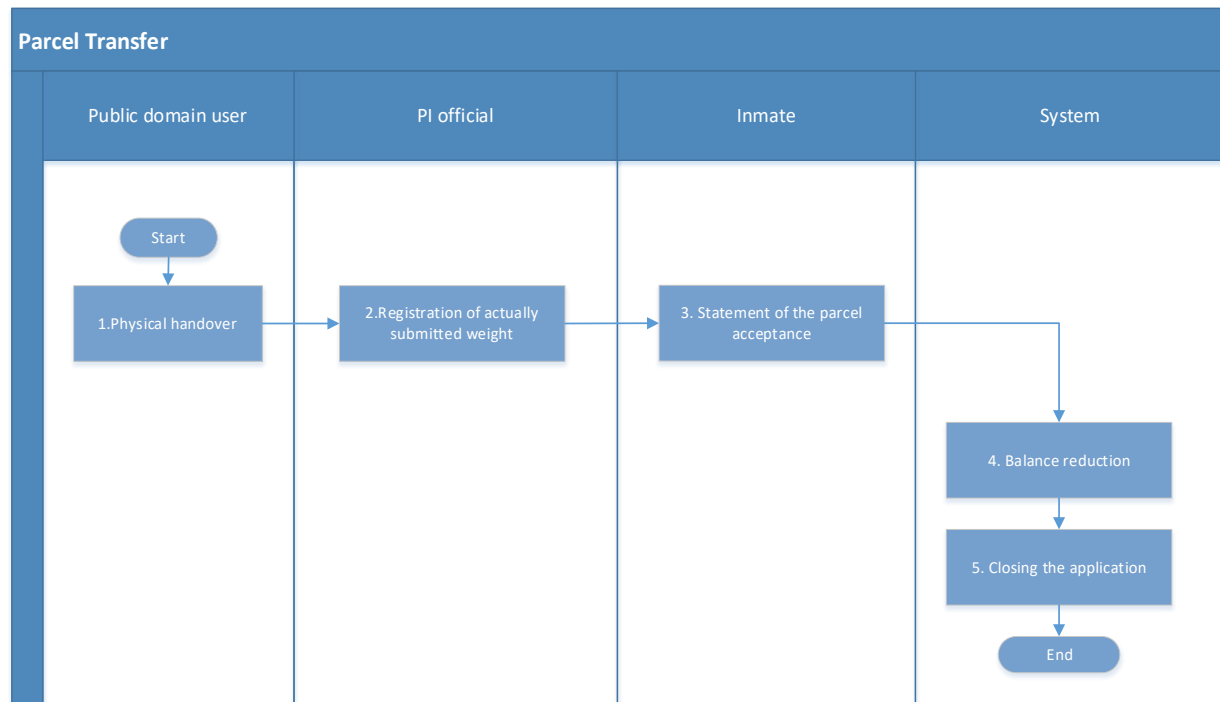 Parcel Transfer
Public domain user
PI official
Inmate
System
Start
1.Physical handover
2.Registration of actually
submitted weight
3. Statement of the parcel
acceptance
4. Balance reduction
5. Closing the application
End